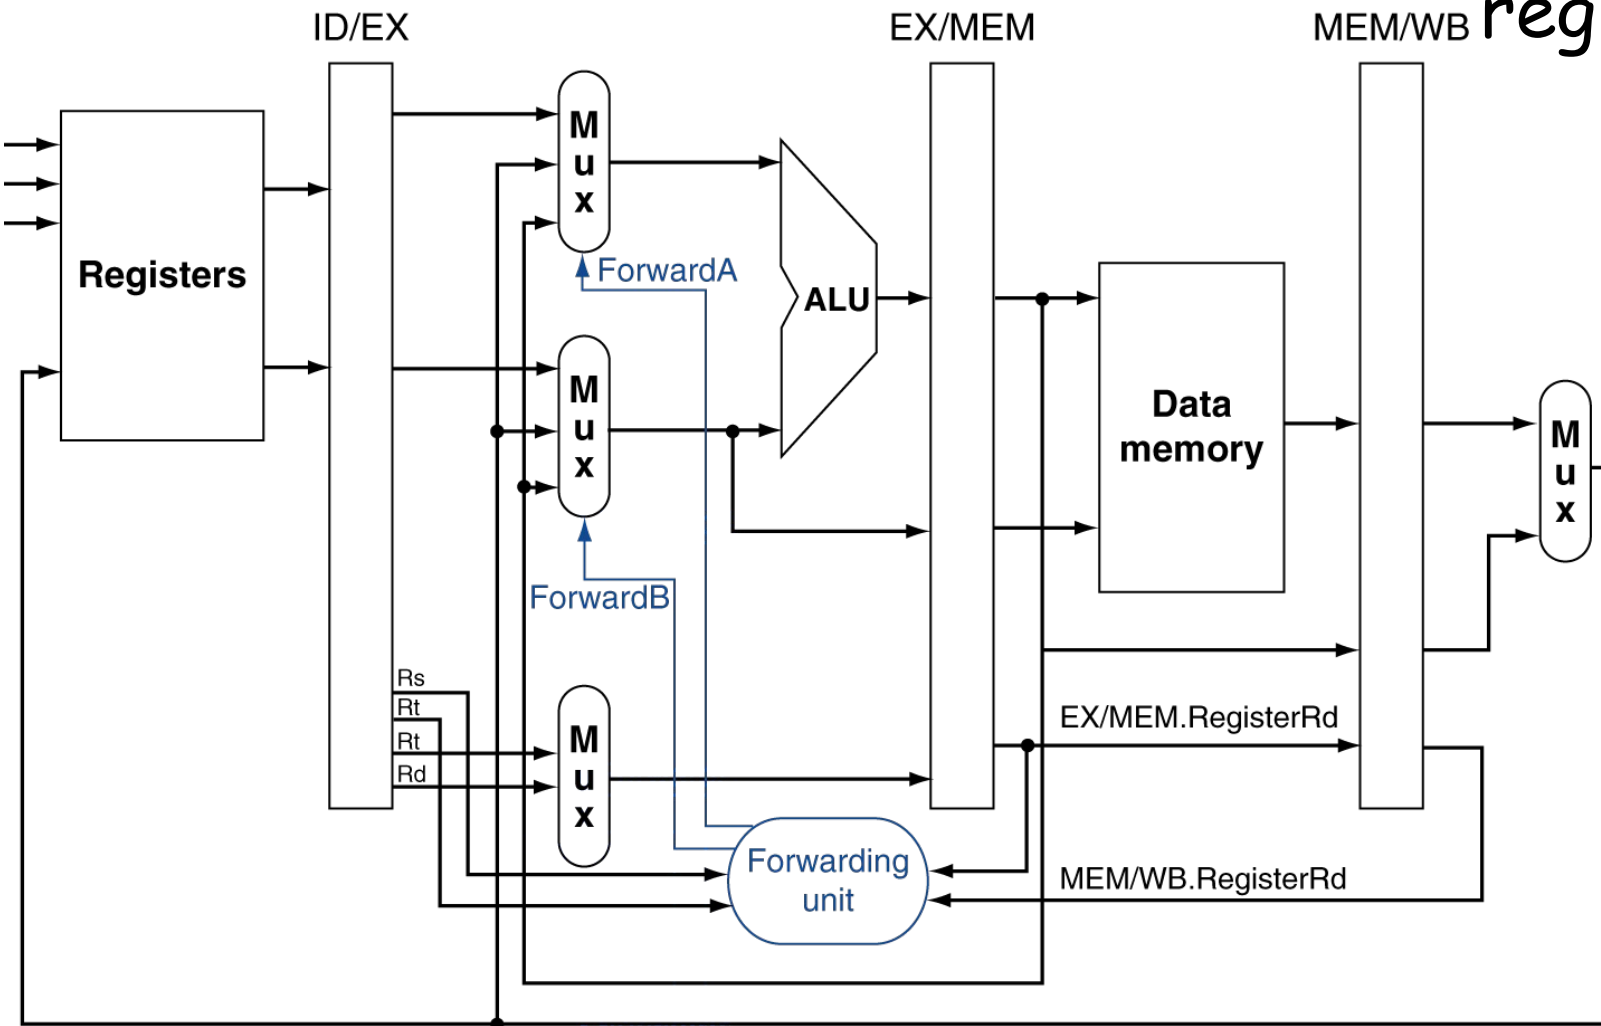 ID/EX
EX/MEM
MEM/WB
reg
M
u
x
Registers
ForwardA
ALU
M
u
x
Data
memory
M
u
x
ForwardB
Rs
Rt
Rt
Rd
M
u
x
EX/MEM.RegisterRd
Forwarding
unit
MEM/WB.RegisterRd